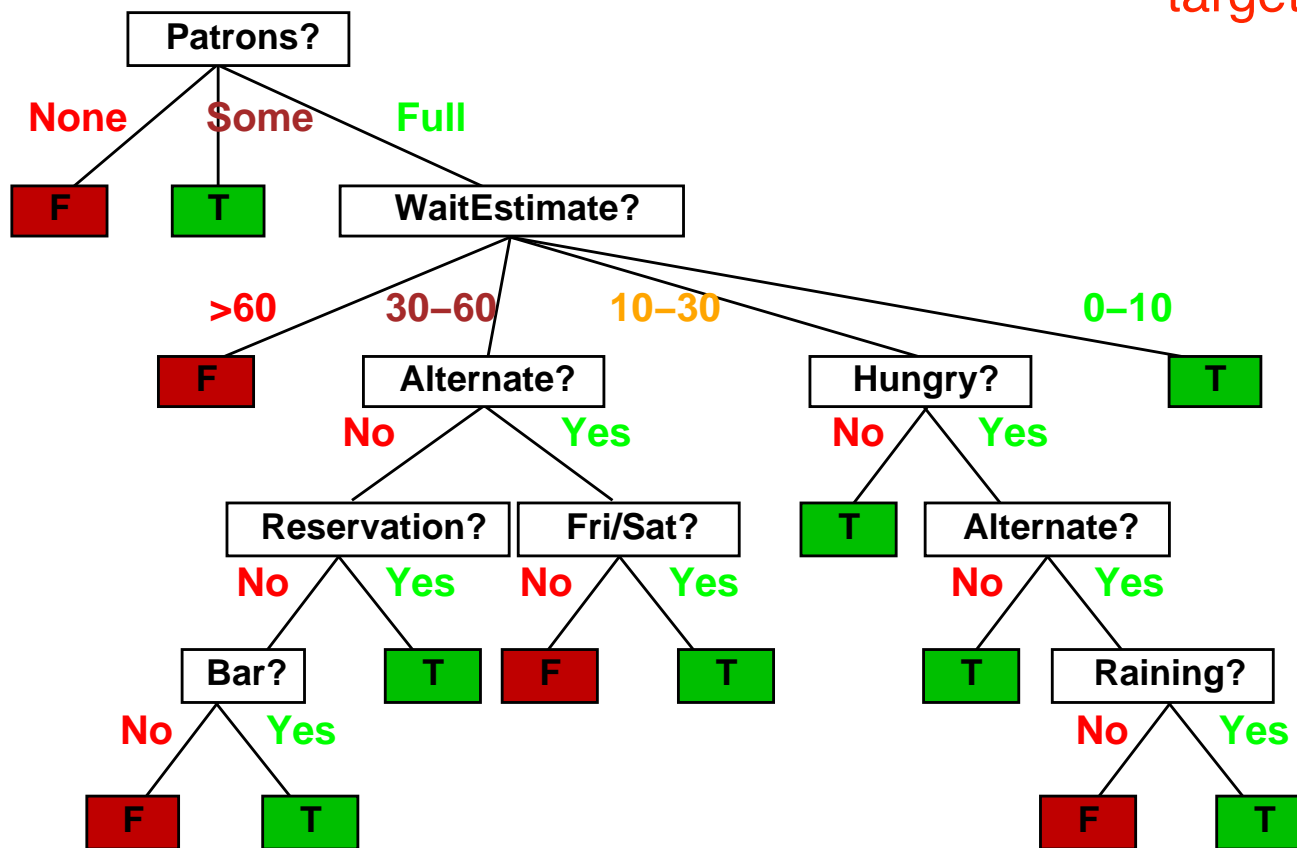 target
Patrons?
None Some Full
F T WaitEstimate?
>60 30–60 10–30 0–10
F Alternate? Hungry? T
No Yes No Yes
Reservation? Fri/Sat? T Alternate?
No Yes No Yes No Yes
Bar? T F T T Raining?
No Yes No Yes
F T F T